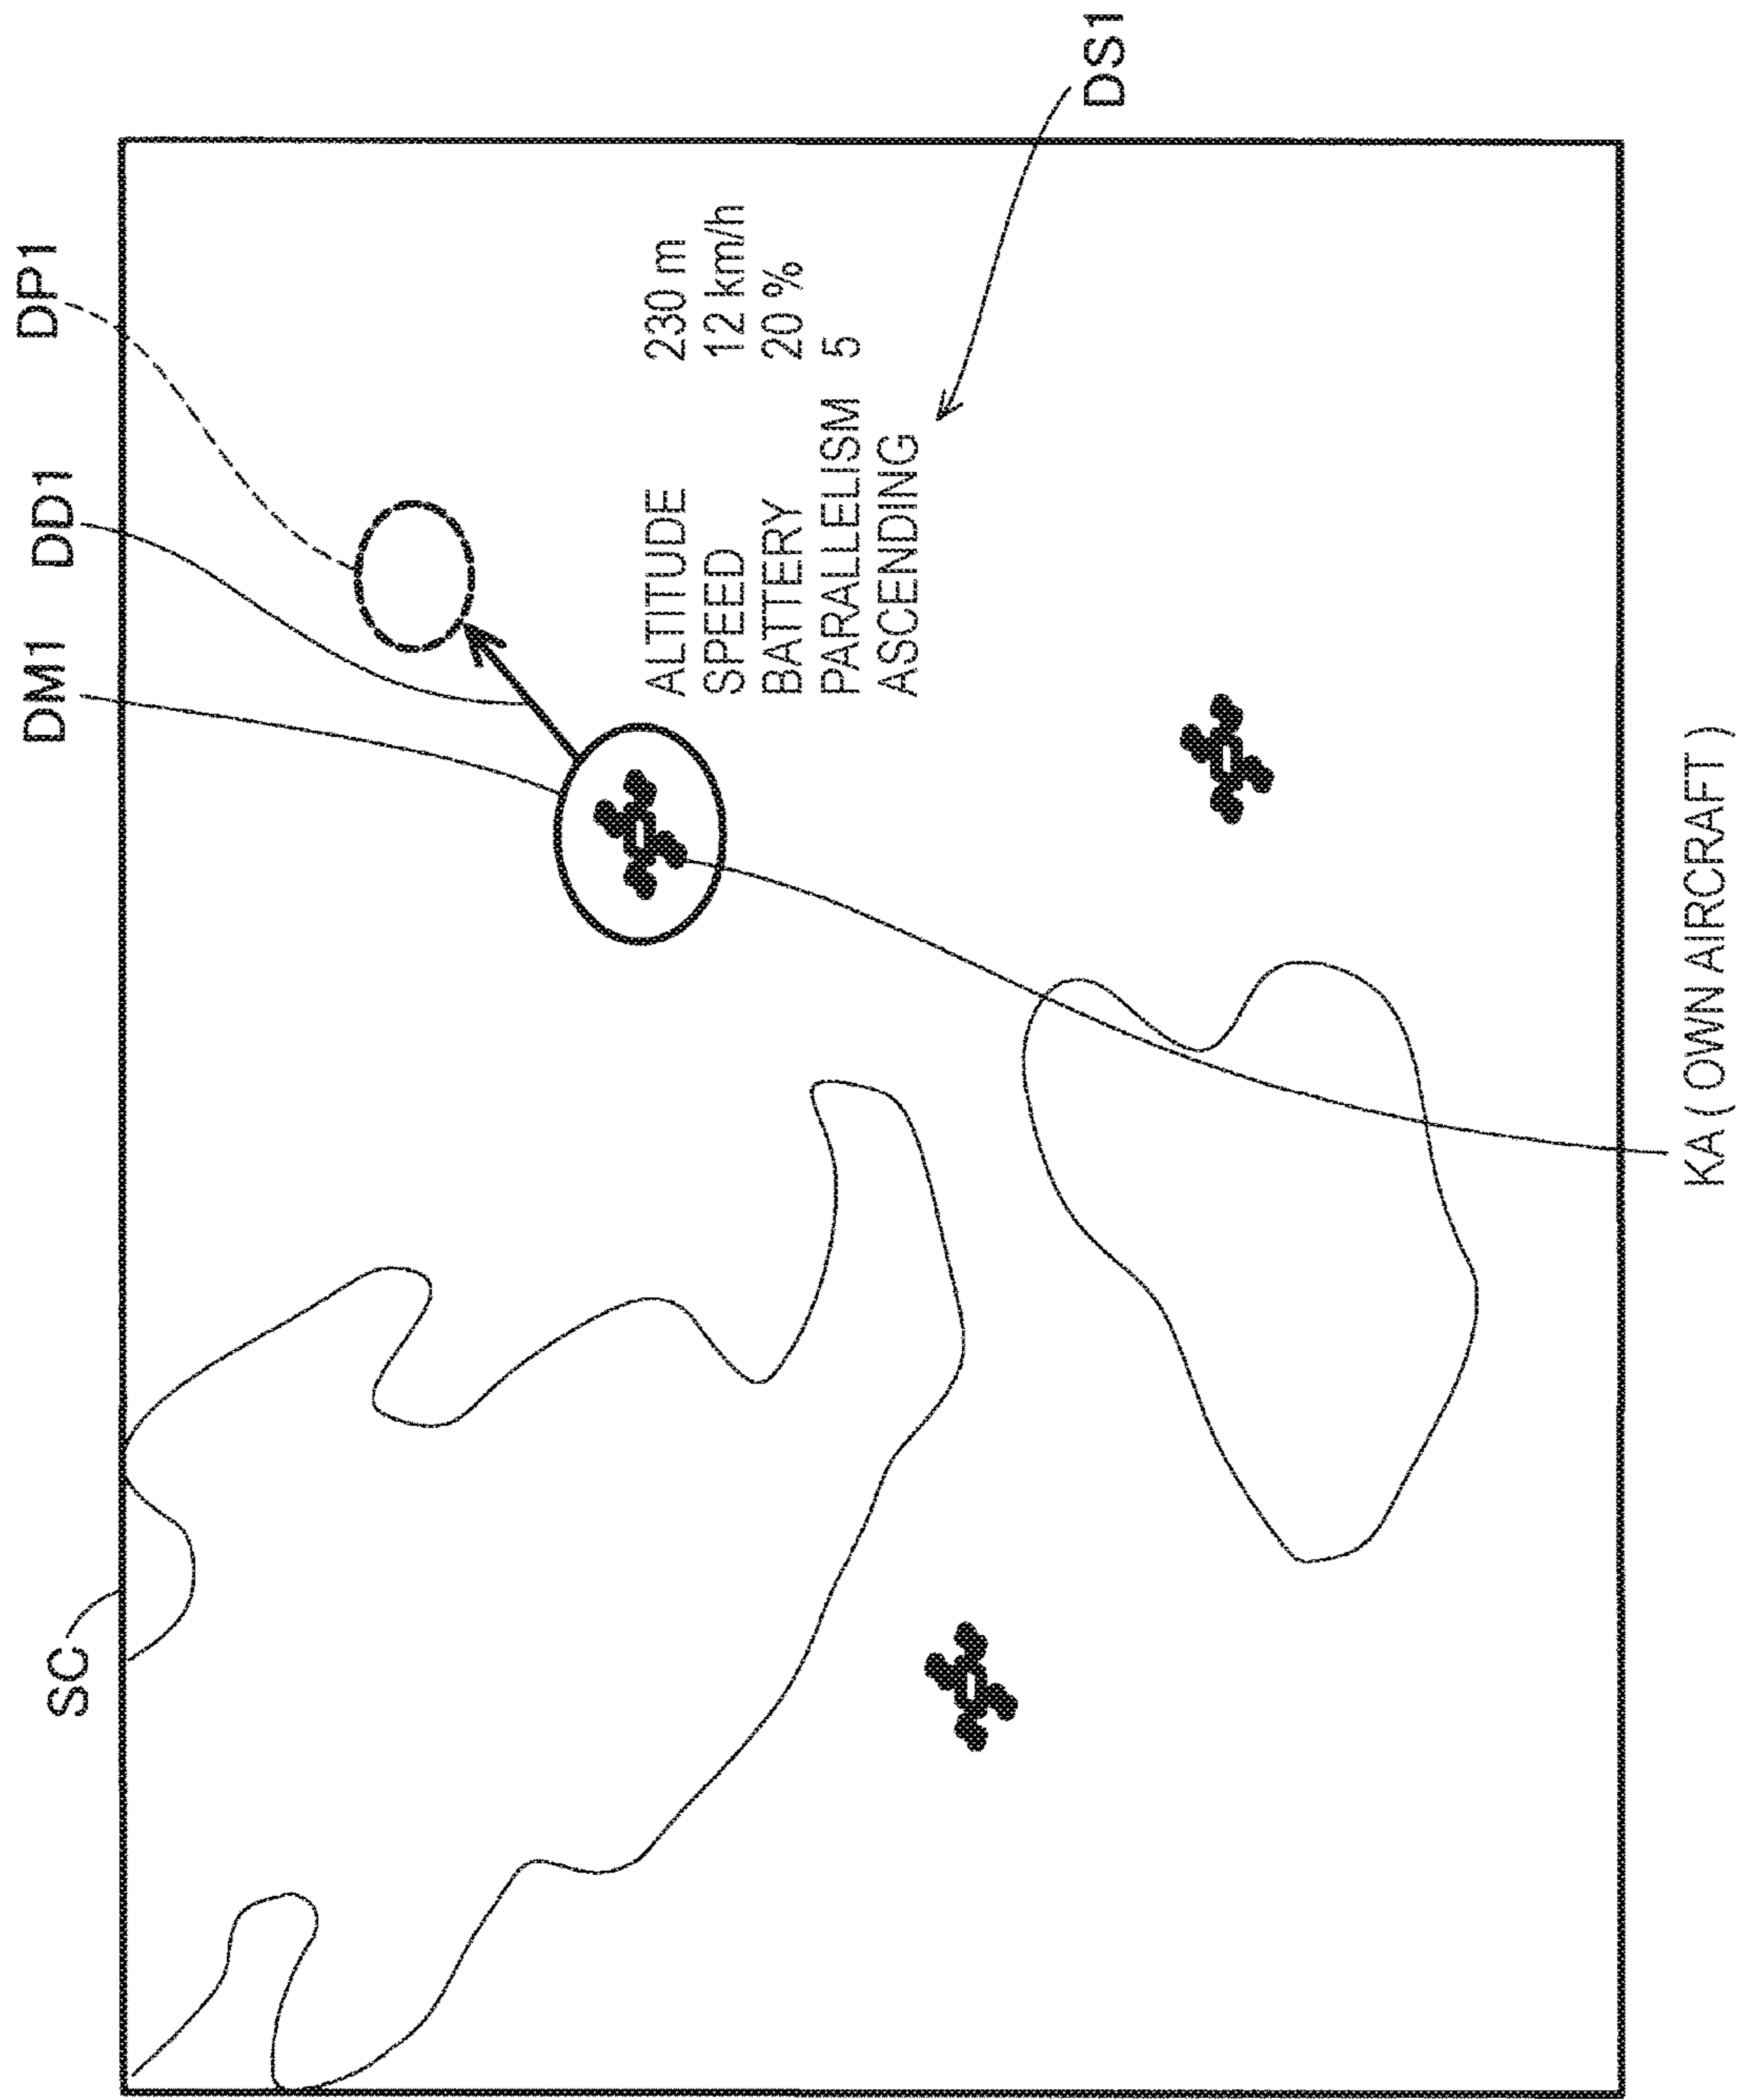 SC
DM1
DD1
DP1
ALTITUDE 230 m
SPEED 12 km/h
BATTERY 20 %
PARALLELISM 5
ASCENDING
DS1
KA ( OWN AIRCRAFT )